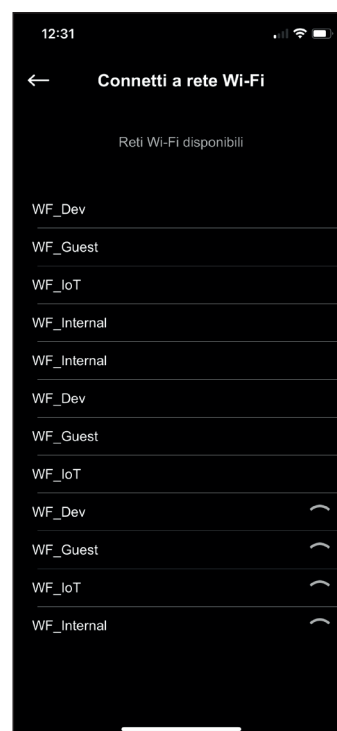 12:31
Connetti a rete Wi-Fi
Reti Wi-Fi disponibili
WF_Dev
WF_Guest
WF_IoT
WF_Internal
WF_Internal
WF_Dev
WF_Guest
WF_IoT
WF_Dev
WF_Guest
WF_IoT
WF_Internal